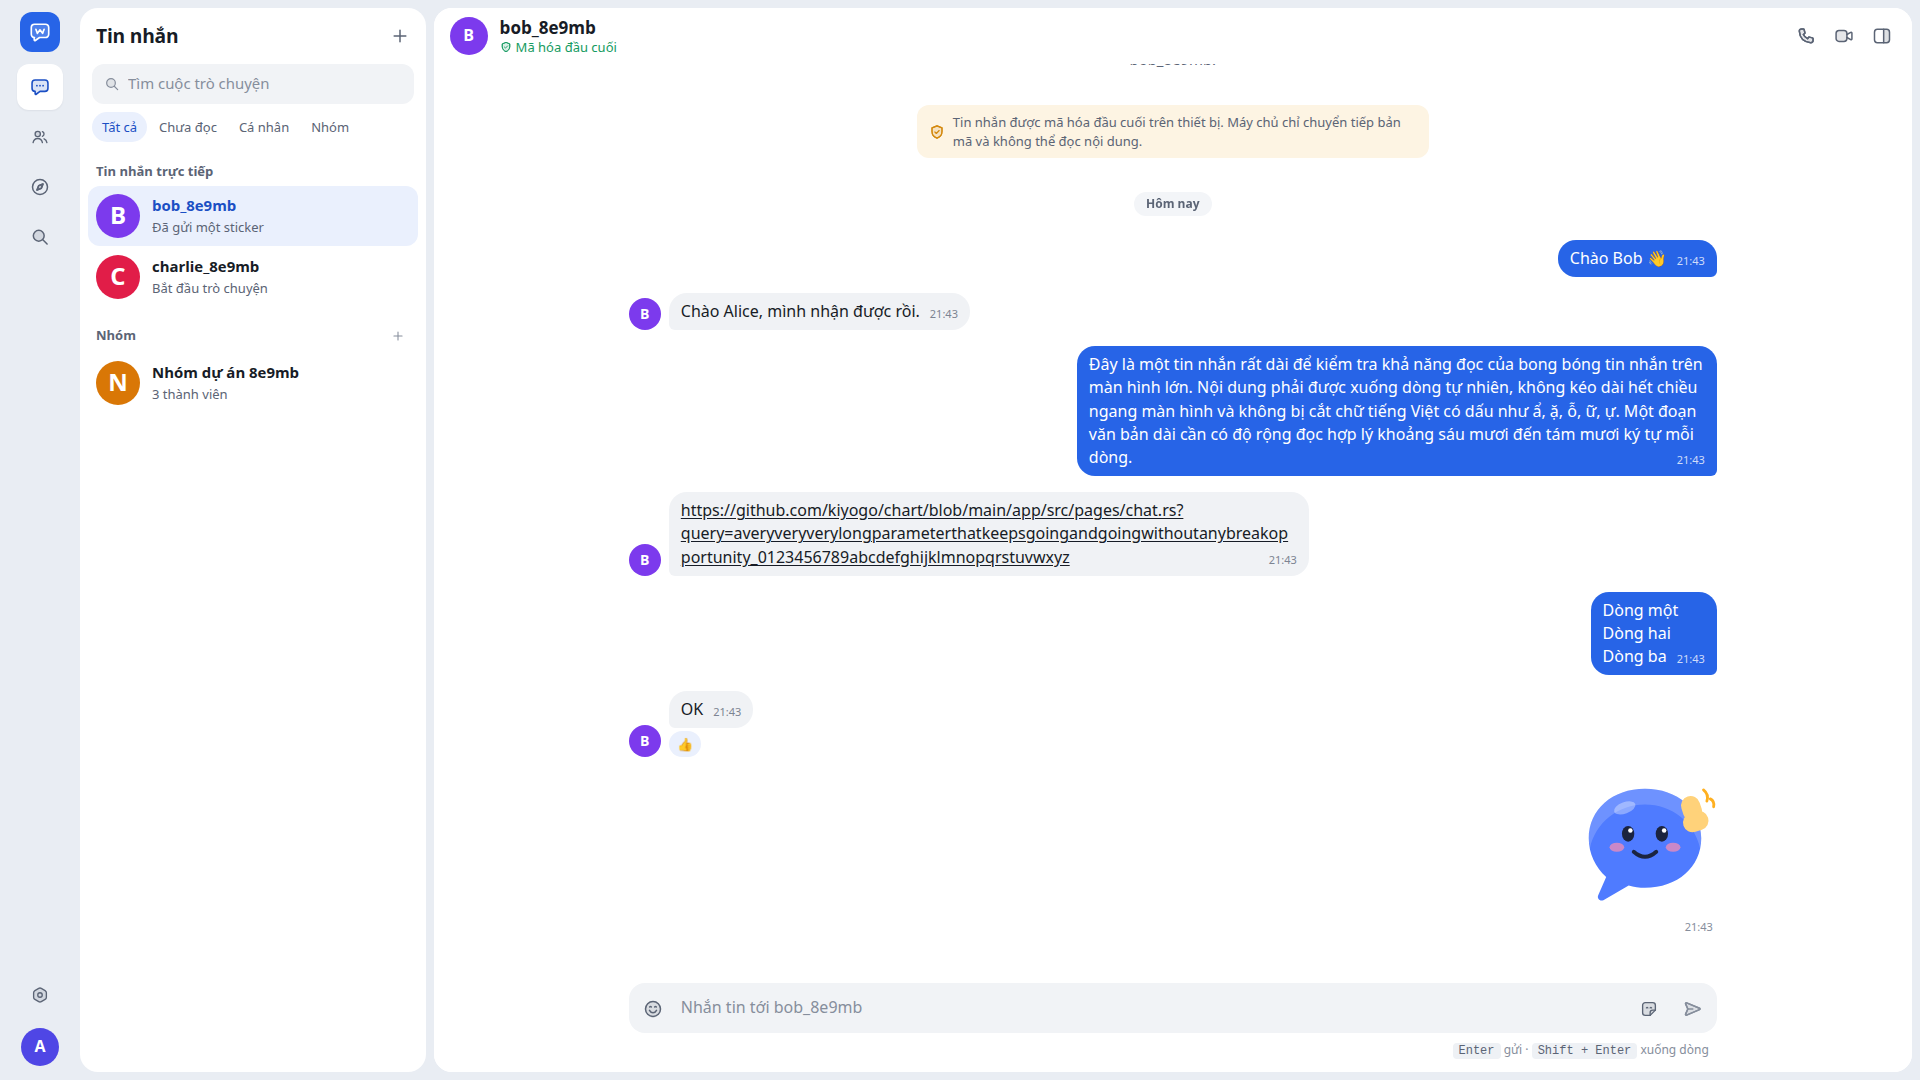 Tin nhắn
Tìm cuộc trò chuyện
Tất cả
Chưa đọc
Cá nhân
Nhóm
Tin nhắn trực tiếp
B
bob_8e9mb
Đã gửi một sticker
C
charlie_8e9mb
Bắt đầu trò chuyện
Nhóm
N
Nhóm dự án 8e9mb
3 thành viên
A
B
bob_8e9mb
Mã hóa đầu cuối
Tin nhắn được mã hóa đầu cuối trên thiết bị. Máy chủ chỉ chuyển tiếp bản
mã và không thể đọc nội dung.
Hôm nay
Chào Bob 👋 21:43
B
Chào Alice, mình nhận được rồi. 21:43
Đây là một tin nhắn rất dài để kiểm tra khả năng đọc của bong bóng tin nhắn trên
màn hình lớn. Nội dung phải được xuống dòng tự nhiên, không kéo dài hết chiều
ngang màn hình và không bị cắt chữ tiếng Việt có dấu như ẩ, ặ, ỗ, ữ, ự. Một đoạn
văn bản dài cần có độ rộng đọc hợp lý khoảng sáu mươi đến tám mươi ký tự mỗi
dòng. 21:43
https://github.com/kiyogo/chart/blob/main/app/src/pages/chat.rs?
query=averyveryverylongparameterthatkeepsgoingandgoingwithoutanybreakop
portunity_0123456789abcdefghijklmnopqrstuvwxyz 21:43
B
Dòng một
Dòng hai
Dòng ba 21:43
OK 21:43
B
👍
21:43
Nhắn tin tới bob_8e9mb
Enter gửi · Shift + Enter xuống dòng